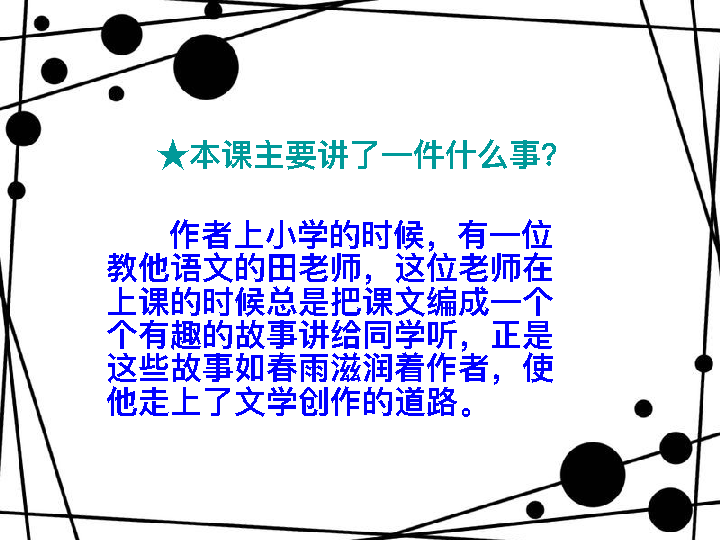 ★本课主要讲了一件什么事?
作者上小学的时候，有一位
教他语文的田老师，这位老师在
上课的时候总是把课文编成一个
个有趣的故事讲给同学听，正是
这些故事如春雨滋润着作者，使
他走上了文学创作的道路。